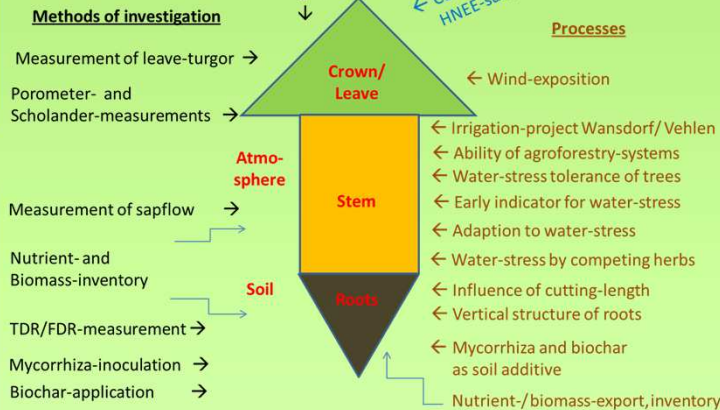 Methods of investigation
HNEE-
Processes
Measurement of leave-turgor →
Crown/
Leave
← Wind-exposition
Porometer- and
Scholander-measurements →
← Irrigation-project Wansdorf/ Vehlen
Atmo-
sphere
← Ability of agroforestry-systems
← Water-stress tolerance of trees
Stem
← Early indicator for water-stress
Measurement of sapflow →
← Adaption to water-stress
Nutrient- and
Biomass-inventory
← Water-stress by competing herbs
Soil
Roots
← Influence of cutting-length
← Vertical structure of roots
TDR/FDR-measurement →
← Mycorrhiza and biochar
as soil additive
Mycorrhiza-inoculation →
Biochar-application →
Nutrient-/biomass-export, inventory